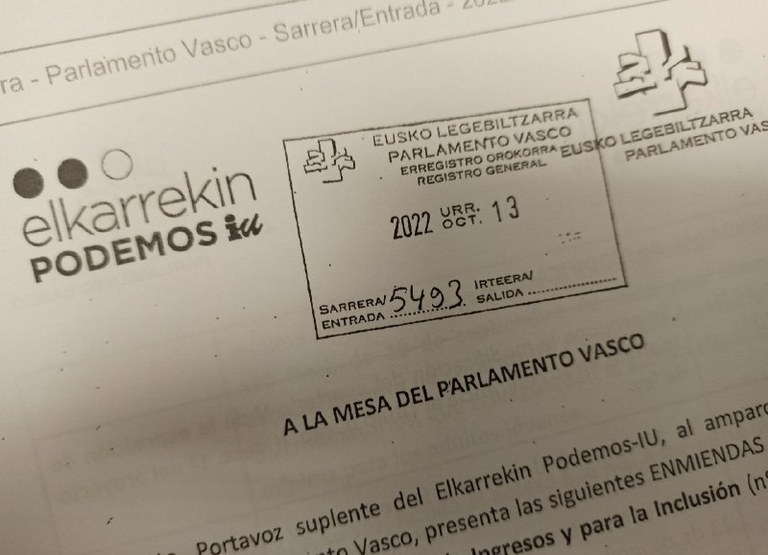 ra - Parlamento Vasco - Sarrera/Entrada -
EUSKO LEGEBILTZARRA
PARLAMENTO VASCO
ERREGISTRO OROKORRA
REGISTRO GENERAL
2022 URR. OCT. 13
SARRERA/ ENTRADA 5493 IRTEERA/ SALIDA
EUSKO LEGEBILTZARRA
PARLAMENTO VAS
elkarrekin
PODEMOS iu
A LA MESA DEL PARLAMENTO VASCO
Portavoz suplente del Elkarrekin Podemos-IU, al amparo
Vasco, presenta las siguientes ENMIENDAS
Ingresos y para la Inclusión (nº